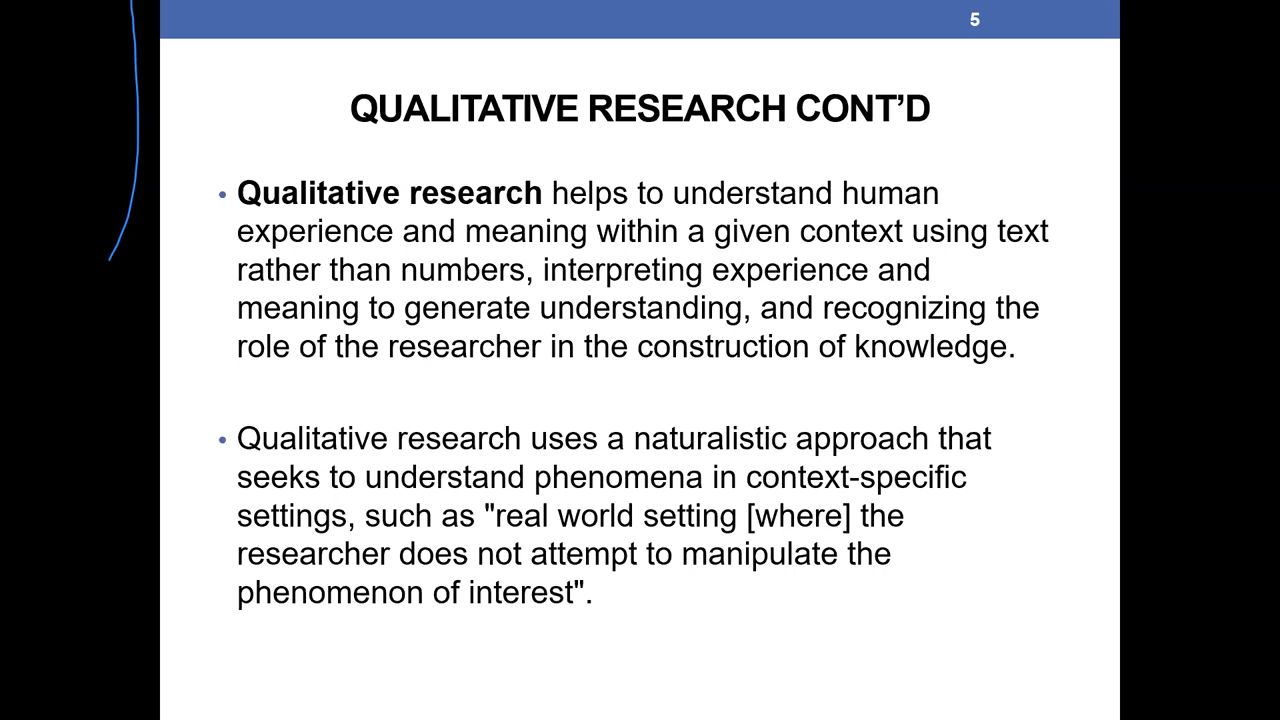 5
QUALITATIVE RESEARCH CONT’D
• Qualitative research helps to understand human
experience and meaning within a given context using text
rather than numbers, interpreting experience and
meaning to generate understanding, and recognizing the
role of the researcher in the construction of knowledge.
• Qualitative research uses a naturalistic approach that
seeks to understand phenomena in context-specific
settings, such as "real world setting [where] the
researcher does not attempt to manipulate the
phenomenon of interest".